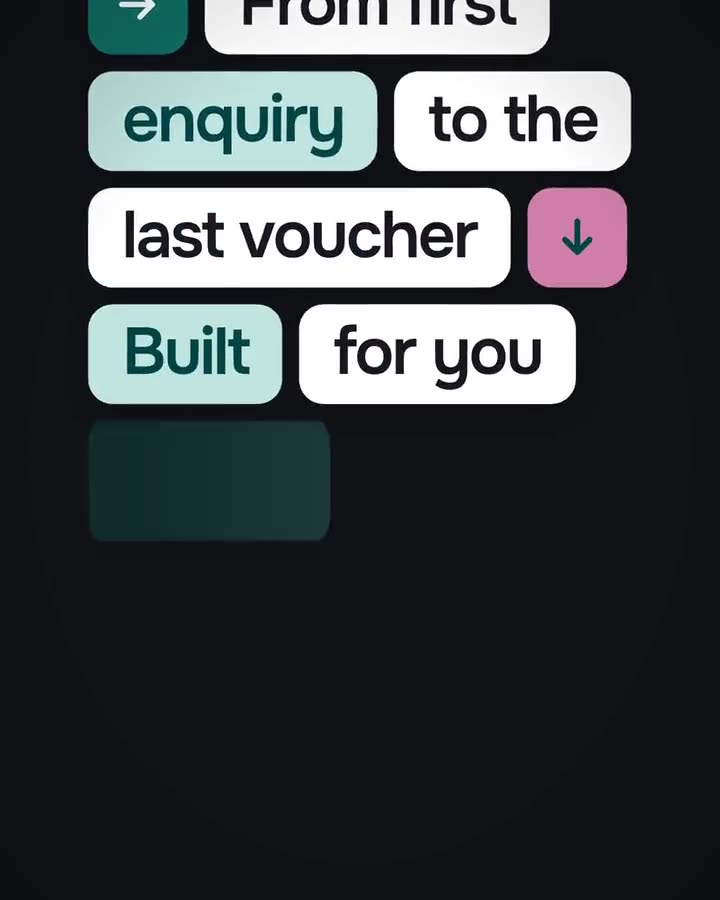 → From first
enquiry to the
last voucher ↓
Built for you